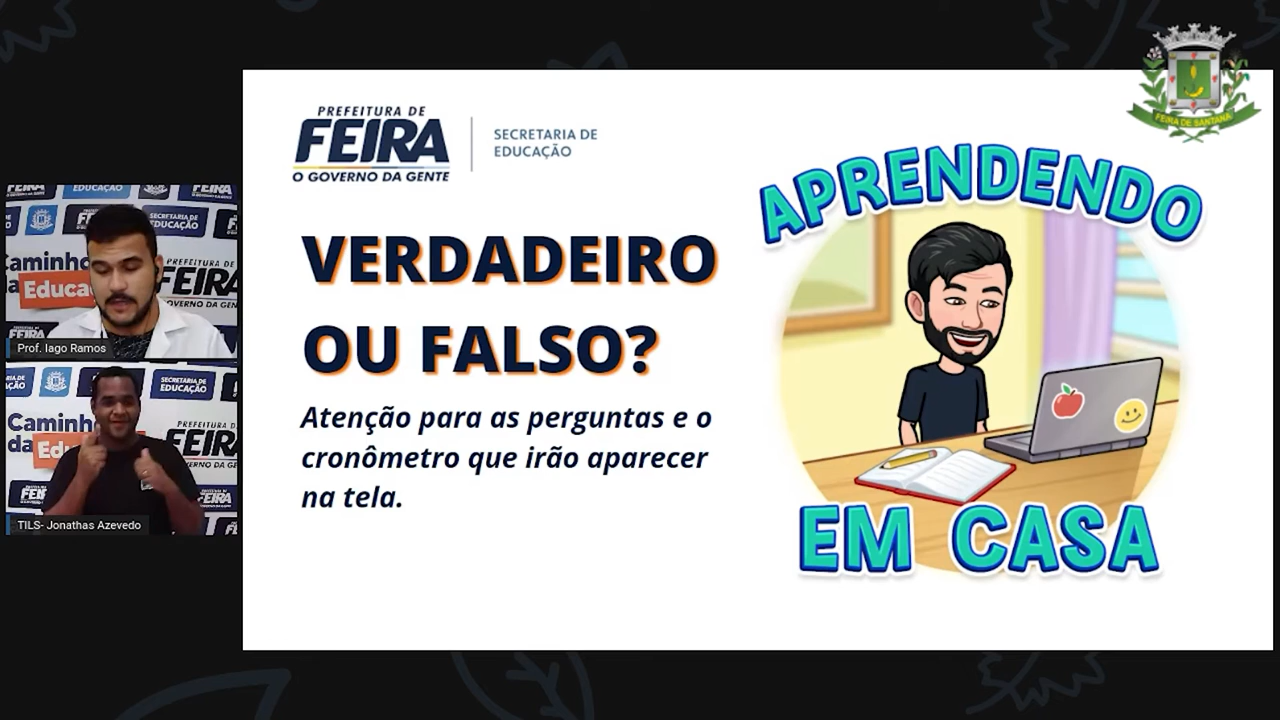 PREFEITURA DE
FEIRA
O GOVERNO DA GENTE
SECRETARIA DE
EDUCAÇÃO
FEIRA DE SANTANA
VERDADEIRO
OU FALSO?
Atenção para as perguntas e o
cronômetro que irão aparecer
na tela.
APRENDENDO
EM CASA
Prof. Iago Ramos
TILS- Jonathas Azevedo
SECRETARIA DE
EDUCAÇÃO
PREFEITURA DE
FEIRA
Caminho
da